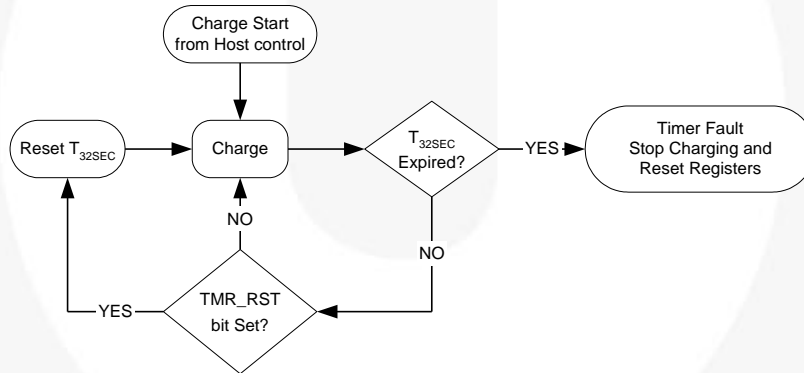 Charge Start
from Host control
Reset T32SEC
Charge
T32SEC
Expired?
YES
Timer Fault
Stop Charging and
Reset Registers
NO
NO
YES
TMR_RST
bit Set?